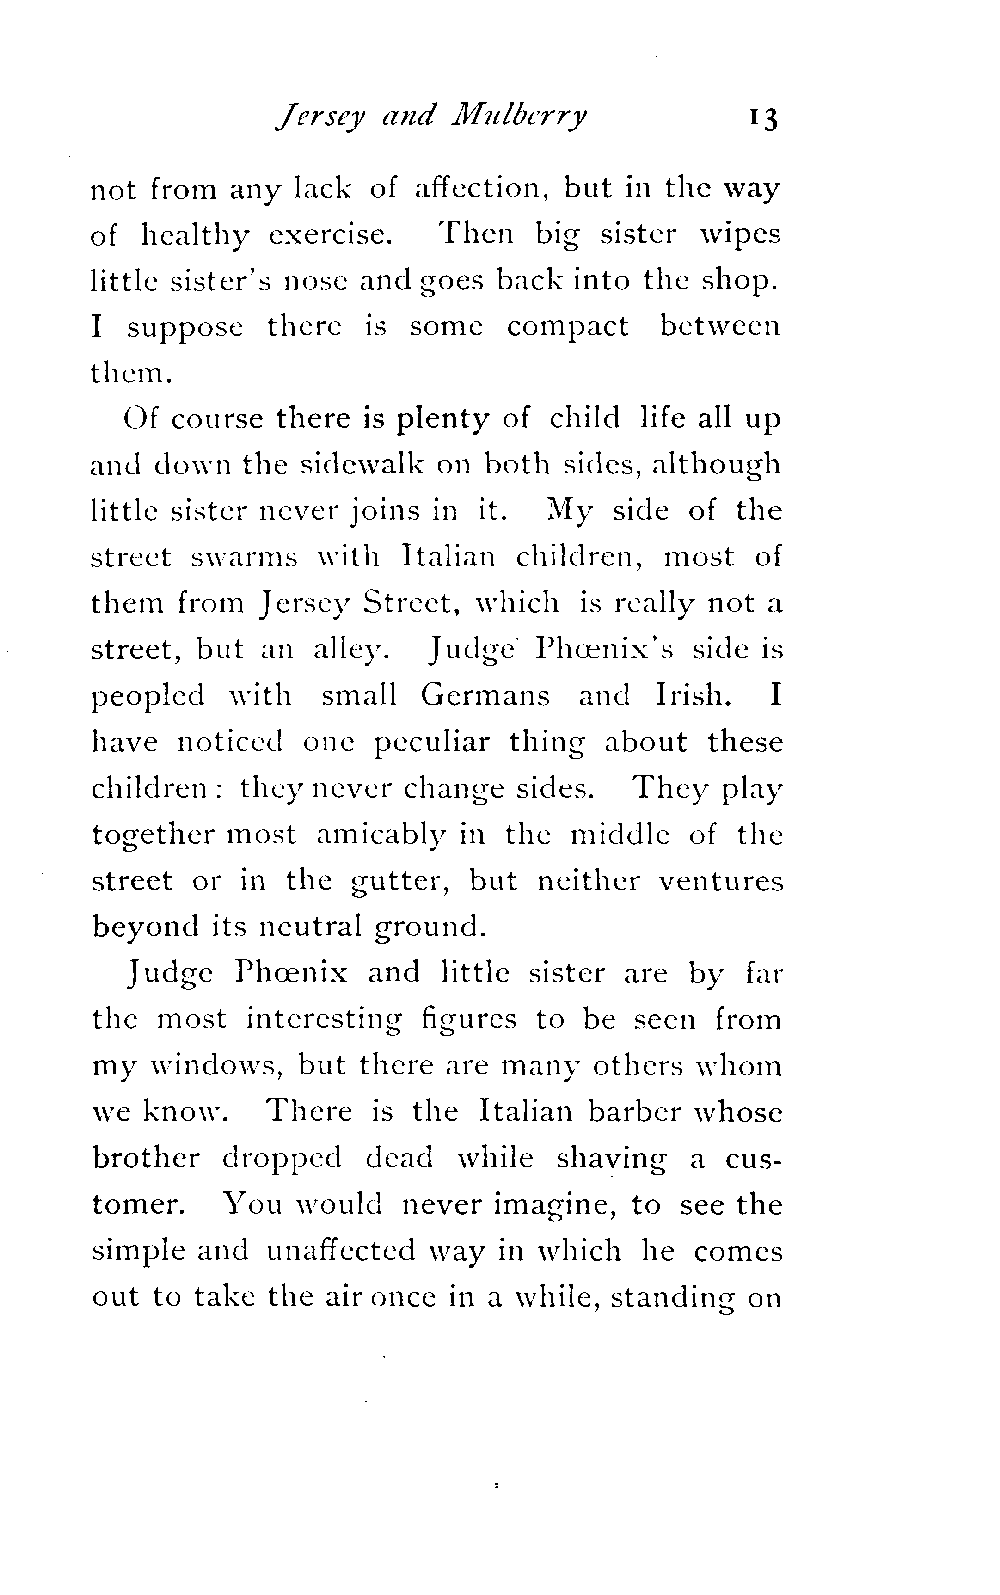 Jersey and Mulberry 13
not from any lack of affection, but in the way
of healthy exercise. Then big sister wipes
little sister's nose and goes back into the shop.
I suppose there is some compact between
them.
Of course there is plenty of child life all up
and down the sidewalk on both sides, although
little sister never joins in it. My side of the
street swarms with Italian children, most of
them from Jersey Street, which is really not a
street, but an alley. Judge Phœnix's side is
peopled with small Germans and Irish. I
have noticed one peculiar thing about these
children : they never change sides. They play
together most amicably in the middle of the
street or in the gutter, but neither ventures
beyond its neutral ground.
Judge Phœnix and little sister are by far
the most interesting figures to be seen from
my windows, but there are many others whom
we know. There is the Italian barber whose
brother dropped dead while shaving a cus-
tomer. You would never imagine, to see the
simple and unaffected way in which he comes
out to take the air once in a while, standing on